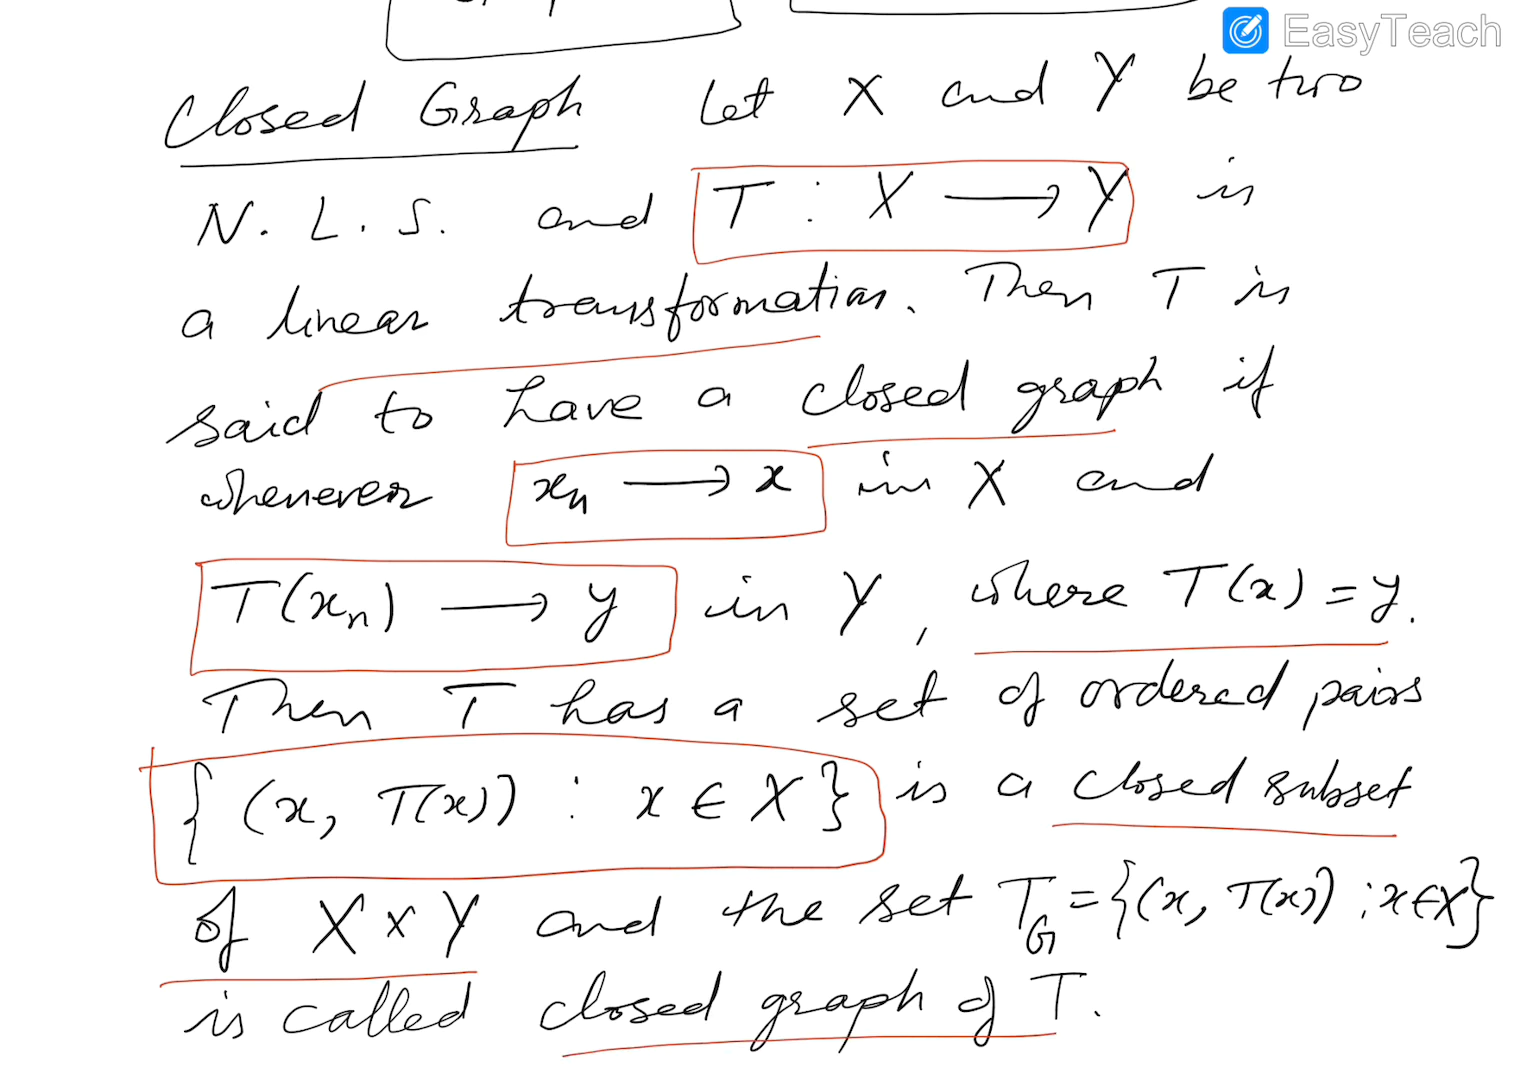 EasyTeach
Closed Graph Let X and Y be two
N. L. S. and T : X ⟶ Y is
a linear transformation. Then T is
said to have a closed graph if
whenever xₙ ⟶ x in X and
T(xₙ) ⟶ y in Y, where T(x) = y.
Then T has a set of ordered pairs
{ (x, T(x)) : x ∈ X } is a closed subset
of X x Y and the set T_G = {(x, T(x)) : x ∈ X}
is called closed graph of T.